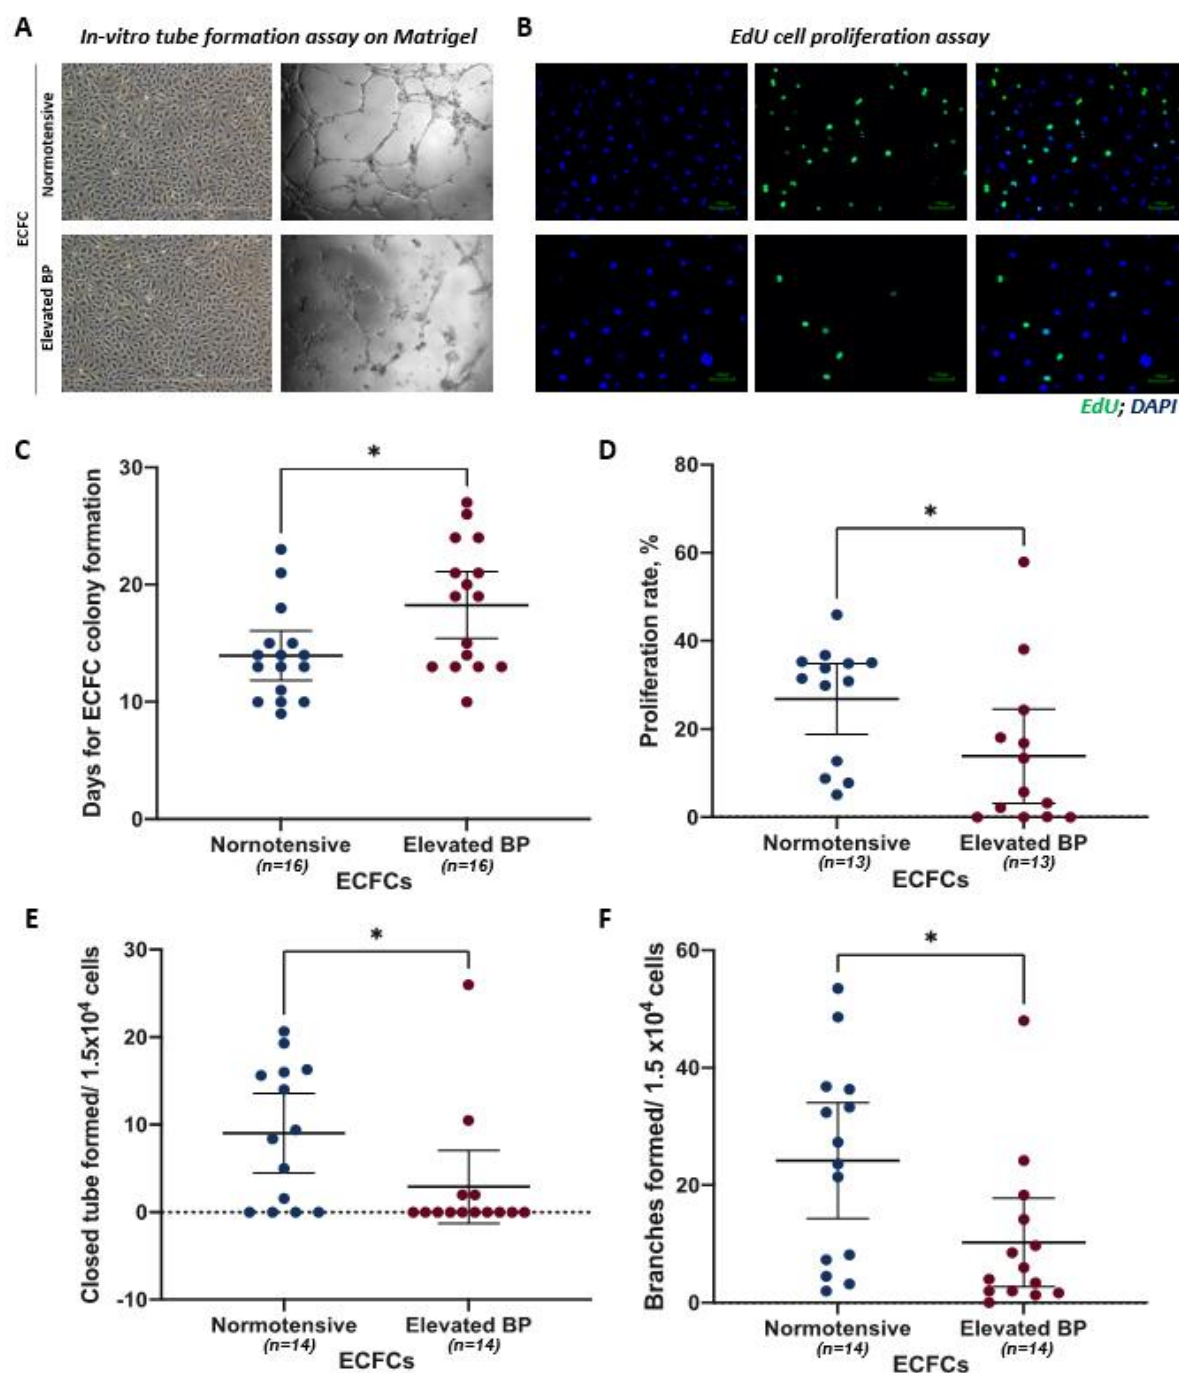 A
In-vitro tube formation assay on Matrigel
B
EdU cell proliferation assay
ECFC
Normotensive
Elevated BP
EdU; DAPI
C
Days for ECFC colony formation
30
20
10
0
*
Nornotensive
(n=16)
Elevated BP
(n=16)
ECFCs
D
Proliferation rate, %
80
60
40
20
0
*
Normotensive
(n=13)
Elevated BP
(n=13)
ECFCs
E
Closed tube formed/ 1.5x10⁴ cells
30
20
10
0
-10
*
Normotensive
(n=14)
Elevated BP
(n=14)
ECFCs
F
Branches formed/ 1.5 x10⁴ cells
60
40
20
0
*
Normotensive
(n=14)
Elevated BP
(n=14)
ECFCs